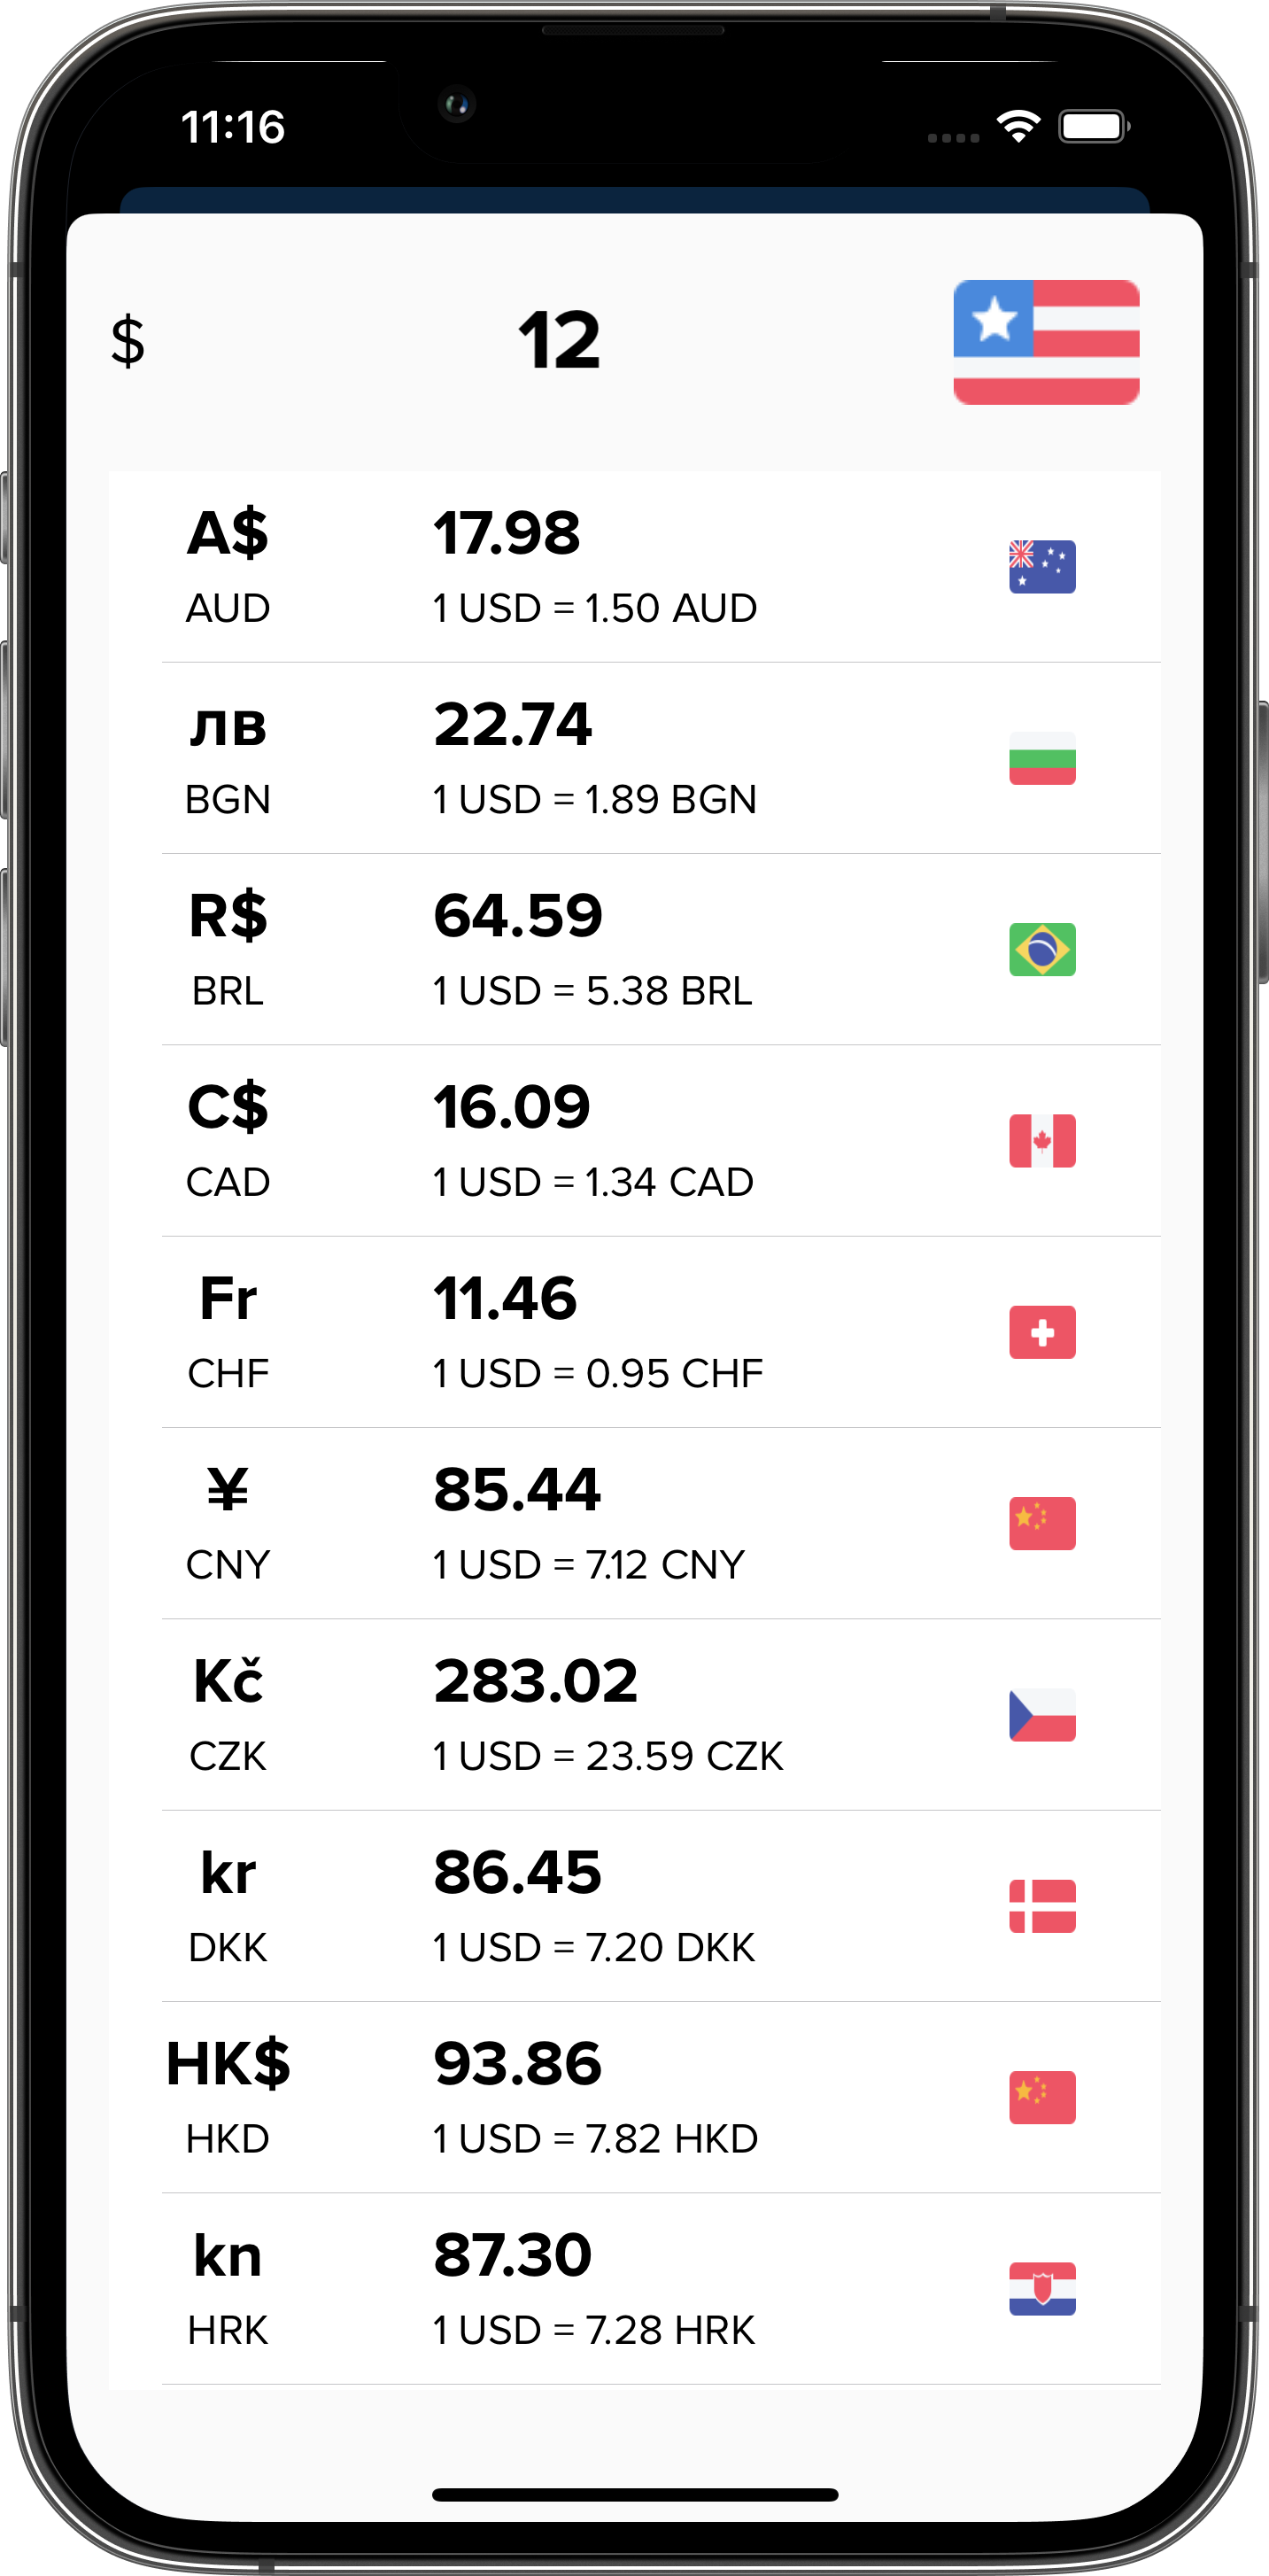 11:16
$ 12
A$ 17.98
AUD 1 USD = 1.50 AUD
лв 22.74
BGN 1 USD = 1.89 BGN
R$ 64.59
BRL 1 USD = 5.38 BRL
C$ 16.09
CAD 1 USD = 1.34 CAD
Fr 11.46
CHF 1 USD = 0.95 CHF
¥ 85.44
CNY 1 USD = 7.12 CNY
Kč 283.02
CZK 1 USD = 23.59 CZK
kr 86.45
DKK 1 USD = 7.20 DKK
HK$ 93.86
HKD 1 USD = 7.82 HKD
kn 87.30
HRK 1 USD = 7.28 HRK